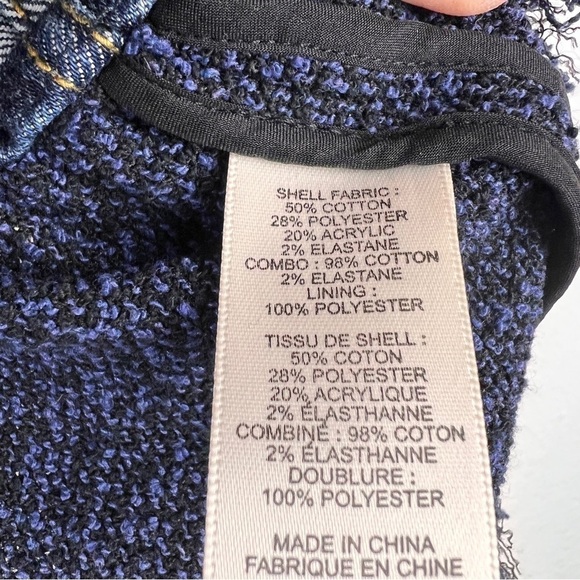 SHELL FABRIC :
50% COTTON
28% POLYESTER
20% ACRYLIC
2% ELASTANE
COMBO : 98% COTTON
2% ELASTANE
LINING :
100% POLYESTER
TISSU DE SHELL :
50% COTON
28% POLYESTER
20% ACRYLIQUE
2% ÉLASTHANNE
COMBINÉ : 98% COTON
2% ÉLASTHANNE
DOUBLURE :
100% POLYESTER
MADE IN CHINA
FABRIQUE EN CHINE